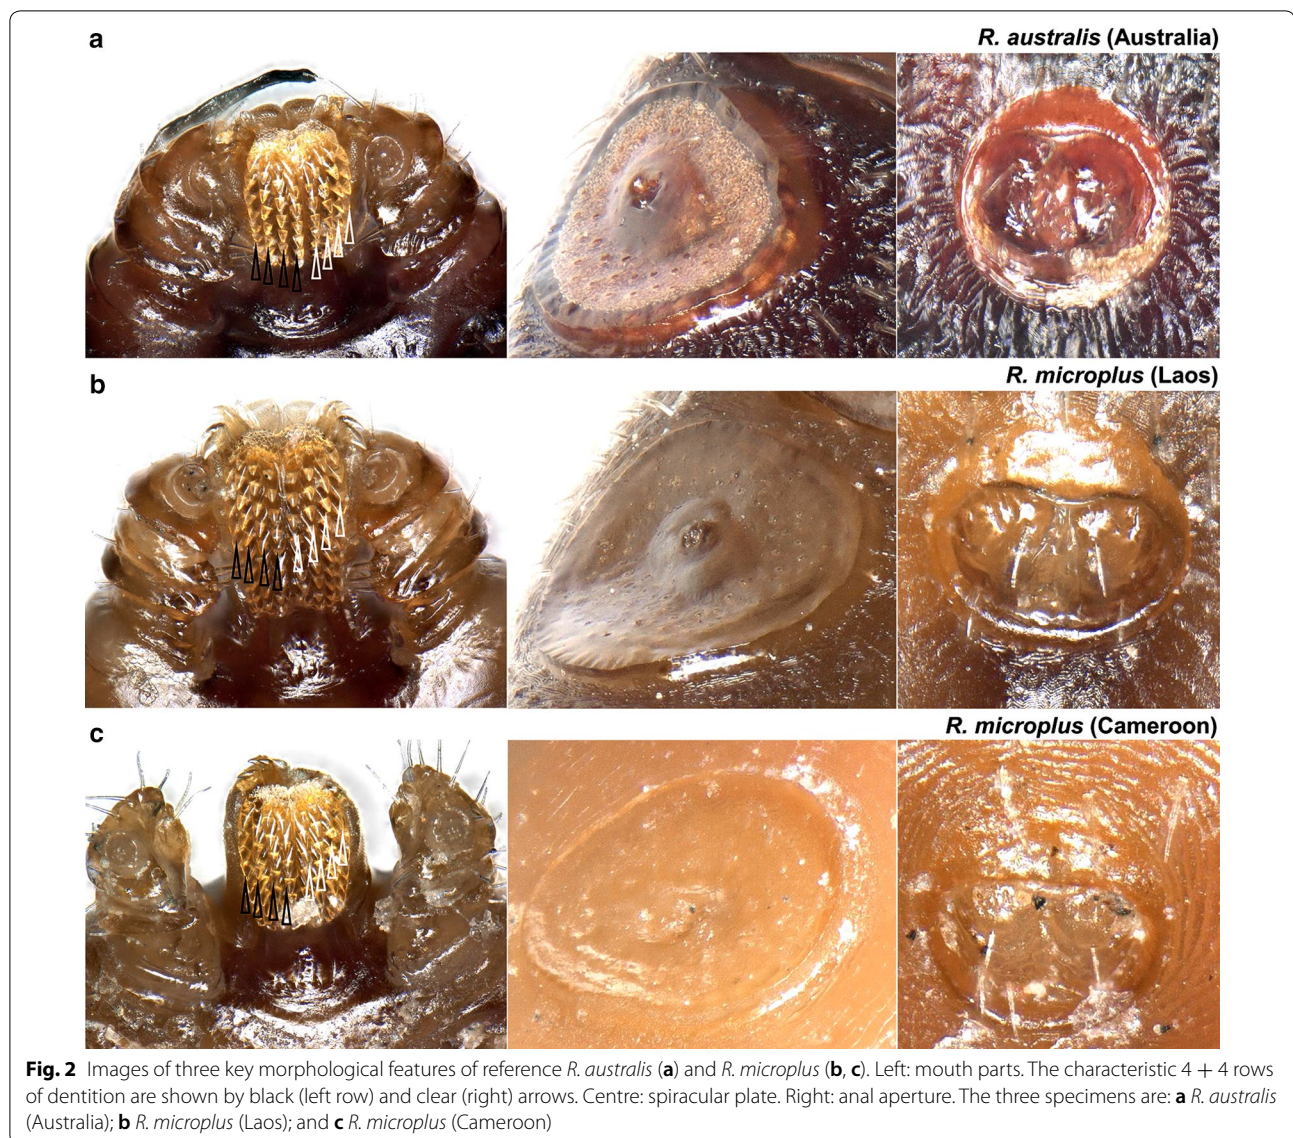 a
R. australis (Australia)
b
R. microplus (Laos)
c
R. microplus (Cameroon)
Fig. 2 Images of three key morphological features of reference R. australis (a) and R. microplus (b, c). Left: mouth parts. The characteristic 4 + 4 rows
of dentition are shown by black (left row) and clear (right) arrows. Centre: spiracular plate. Right: anal aperture. The three specimens are: a R. australis
(Australia); b R. microplus (Laos); and c R. microplus (Cameroon)